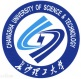 CHANGSHA UNIVERSITY OF SCIENCE & TECHNOLOGY
长沙理工大学